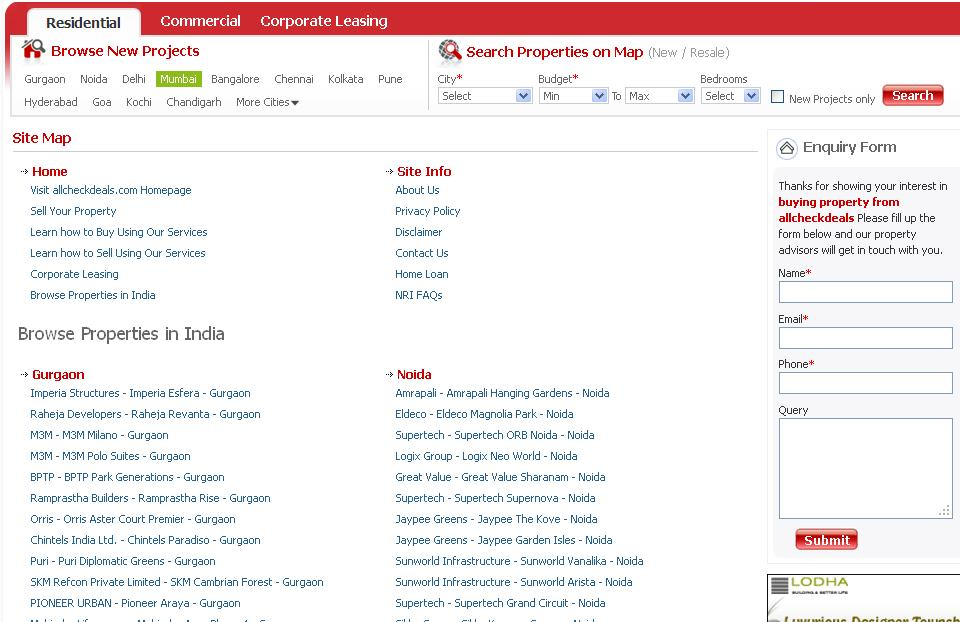 Residential Commercial Corporate Leasing
Browse New Projects
Gurgaon Noida Delhi Mumbai Bangalore Chennai Kolkata Pune
Hyderabad Goa Kochi Chandigarh More Cities
Search Properties on Map (New / Resale)
City* Budget* Bedrooms
Select Min To Max Select New Projects only Search
Site Map
Home
Visit allcheckdeals.com Homepage
Sell Your Property
Learn how to Buy Using Our Services
Learn how to Sell Using Our Services
Corporate Leasing
Browse Properties in India
Site Info
About Us
Privacy Policy
Disclaimer
Contact Us
Home Loan
NRI FAQs
Browse Properties in India
Gurgaon
Imperia Structures - Imperia Esfera - Gurgaon
Raheja Developers - Raheja Revanta - Gurgaon
M3M - M3M Milano - Gurgaon
M3M - M3M Polo Suites - Gurgaon
BPTP - BPTP Park Generations - Gurgaon
Ramprastha Builders - Ramprastha Rise - Gurgaon
Orris - Orris Aster Court Premier - Gurgaon
Chintels India Ltd. - Chintels Paradiso - Gurgaon
Puri - Puri Diplomatic Greens - Gurgaon
SKM Refcon Private Limited - SKM Cambrian Forest - Gurgaon
PIONEER URBAN - Pioneer Araya - Gurgaon
Noida
Amrapali - Amrapali Hanging Gardens - Noida
Eldeco - Eldeco Magnolia Park - Noida
Supertech - Supertech ORB Noida - Noida
Logix Group - Logix Neo World - Noida
Great Value - Great Value Sharanam - Noida
Supertech - Supertech Supernova - Noida
Jaypee Greens - Jaypee The Kove - Noida
Jaypee Greens - Jaypee Garden Isles - Noida
Sunworld Infrastructure - Sunworld Vanalika - Noida
Sunworld Infrastructure - Sunworld Arista - Noida
Supertech - Supertech Grand Circuit - Noida
Enquiry Form
Thanks for showing your interest in
buying property from
allcheckdeals Please fill up the
form below and our property
advisors will get in touch with you.
Name*
Email*
Phone*
Query
Submit
LODHA
BUILDING A BETTER LIFE
Luxurious Designer